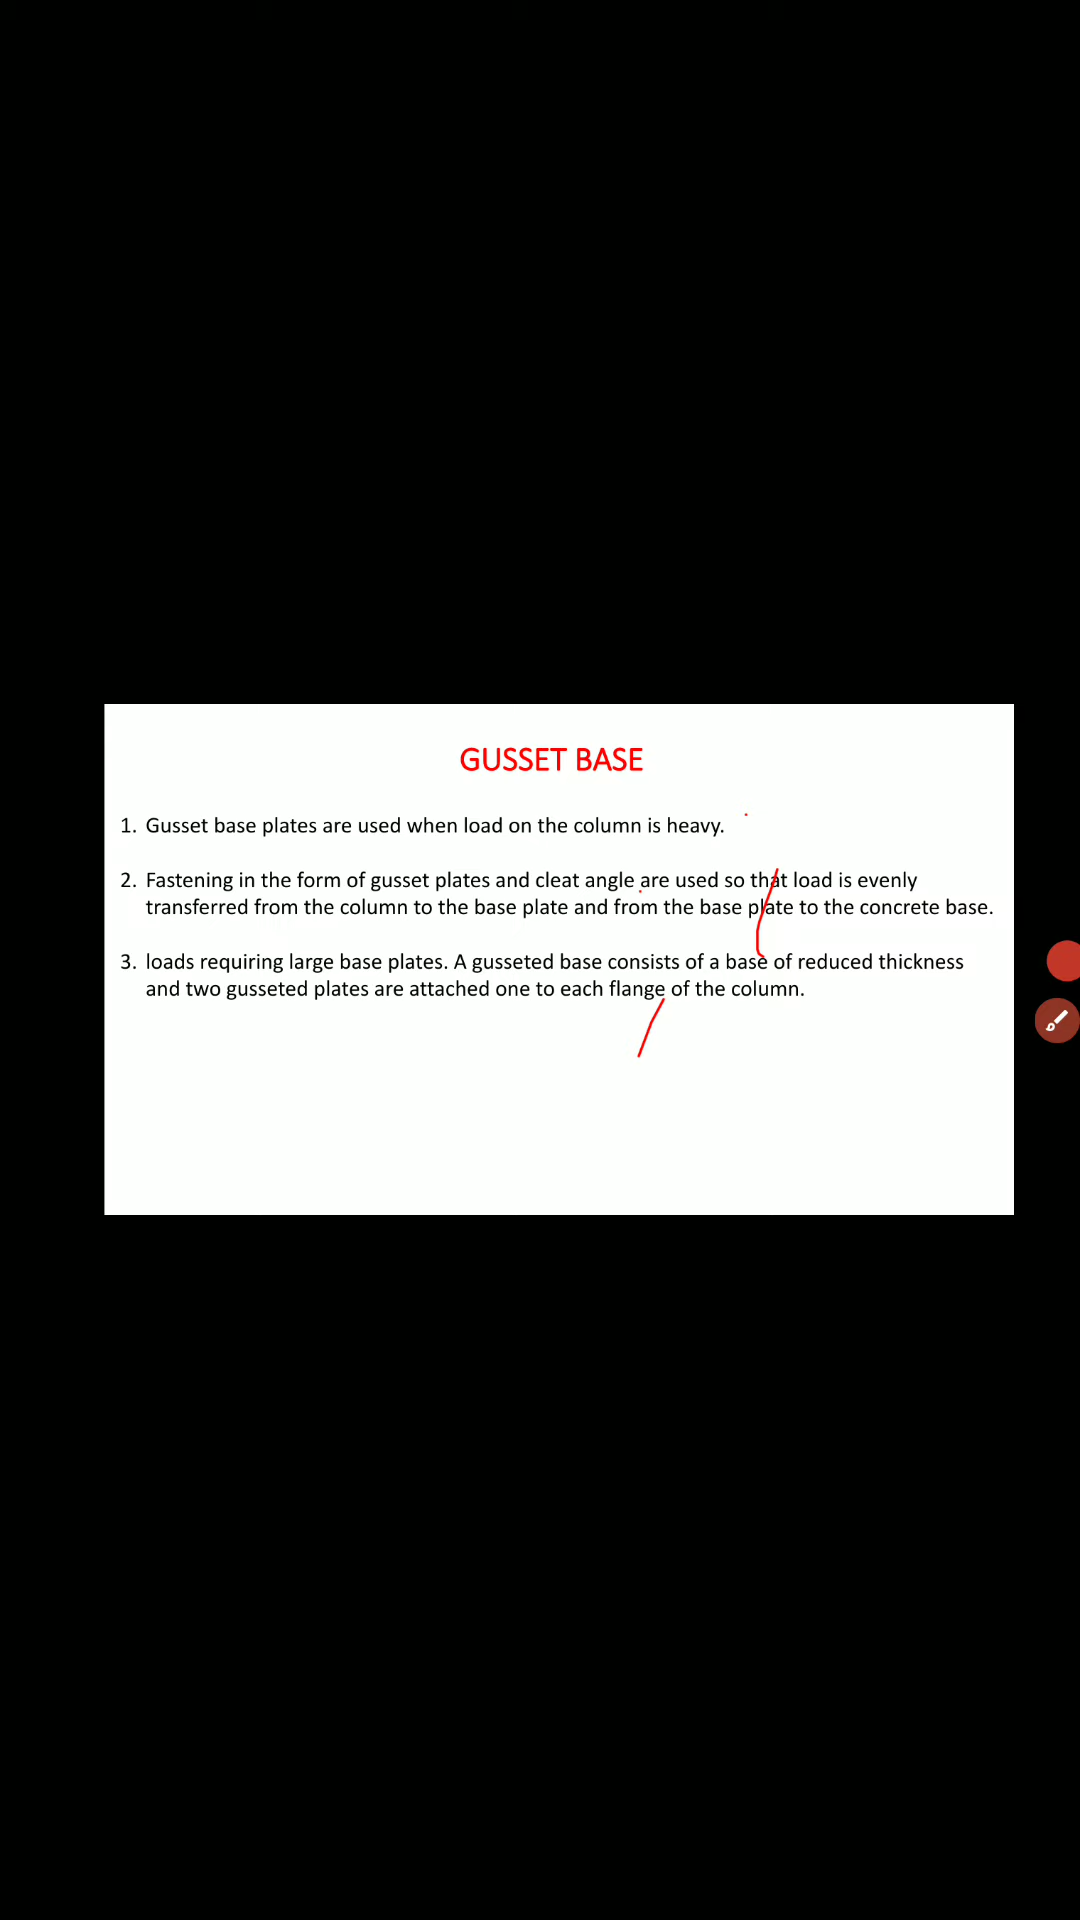 GUSSET BASE
1. Gusset base plates are used when load on the column is heavy.
2. Fastening in the form of gusset plates and cleat angle are used so that load is evenly
transferred from the column to the base plate and from the base plate to the concrete base.
3. loads requiring large base plates. A gusseted base consists of a base of reduced thickness
and two gusseted plates are attached one to each flange of the column.